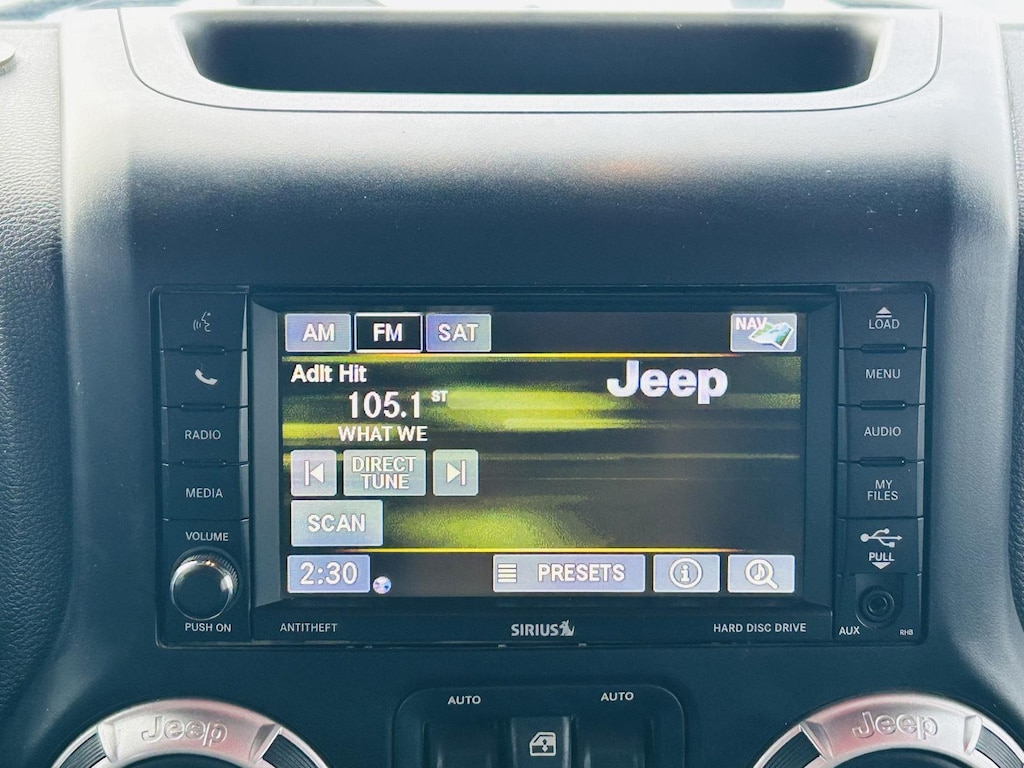 AM FM SAT NAV
LOAD
Adlt Hit
Jeep
MENU
105.1 ST
WHAT WE
RADIO
AUDIO
DIRECT
TUNE
MEDIA
MY
FILES
SCAN
VOLUME
PULL
2:30 PRESETS
PUSH ON
ANTITHEFT
SIRIUS
HARD DISC DRIVE
AUX
RHB
AUTO
AUTO
Jeep
Jeep